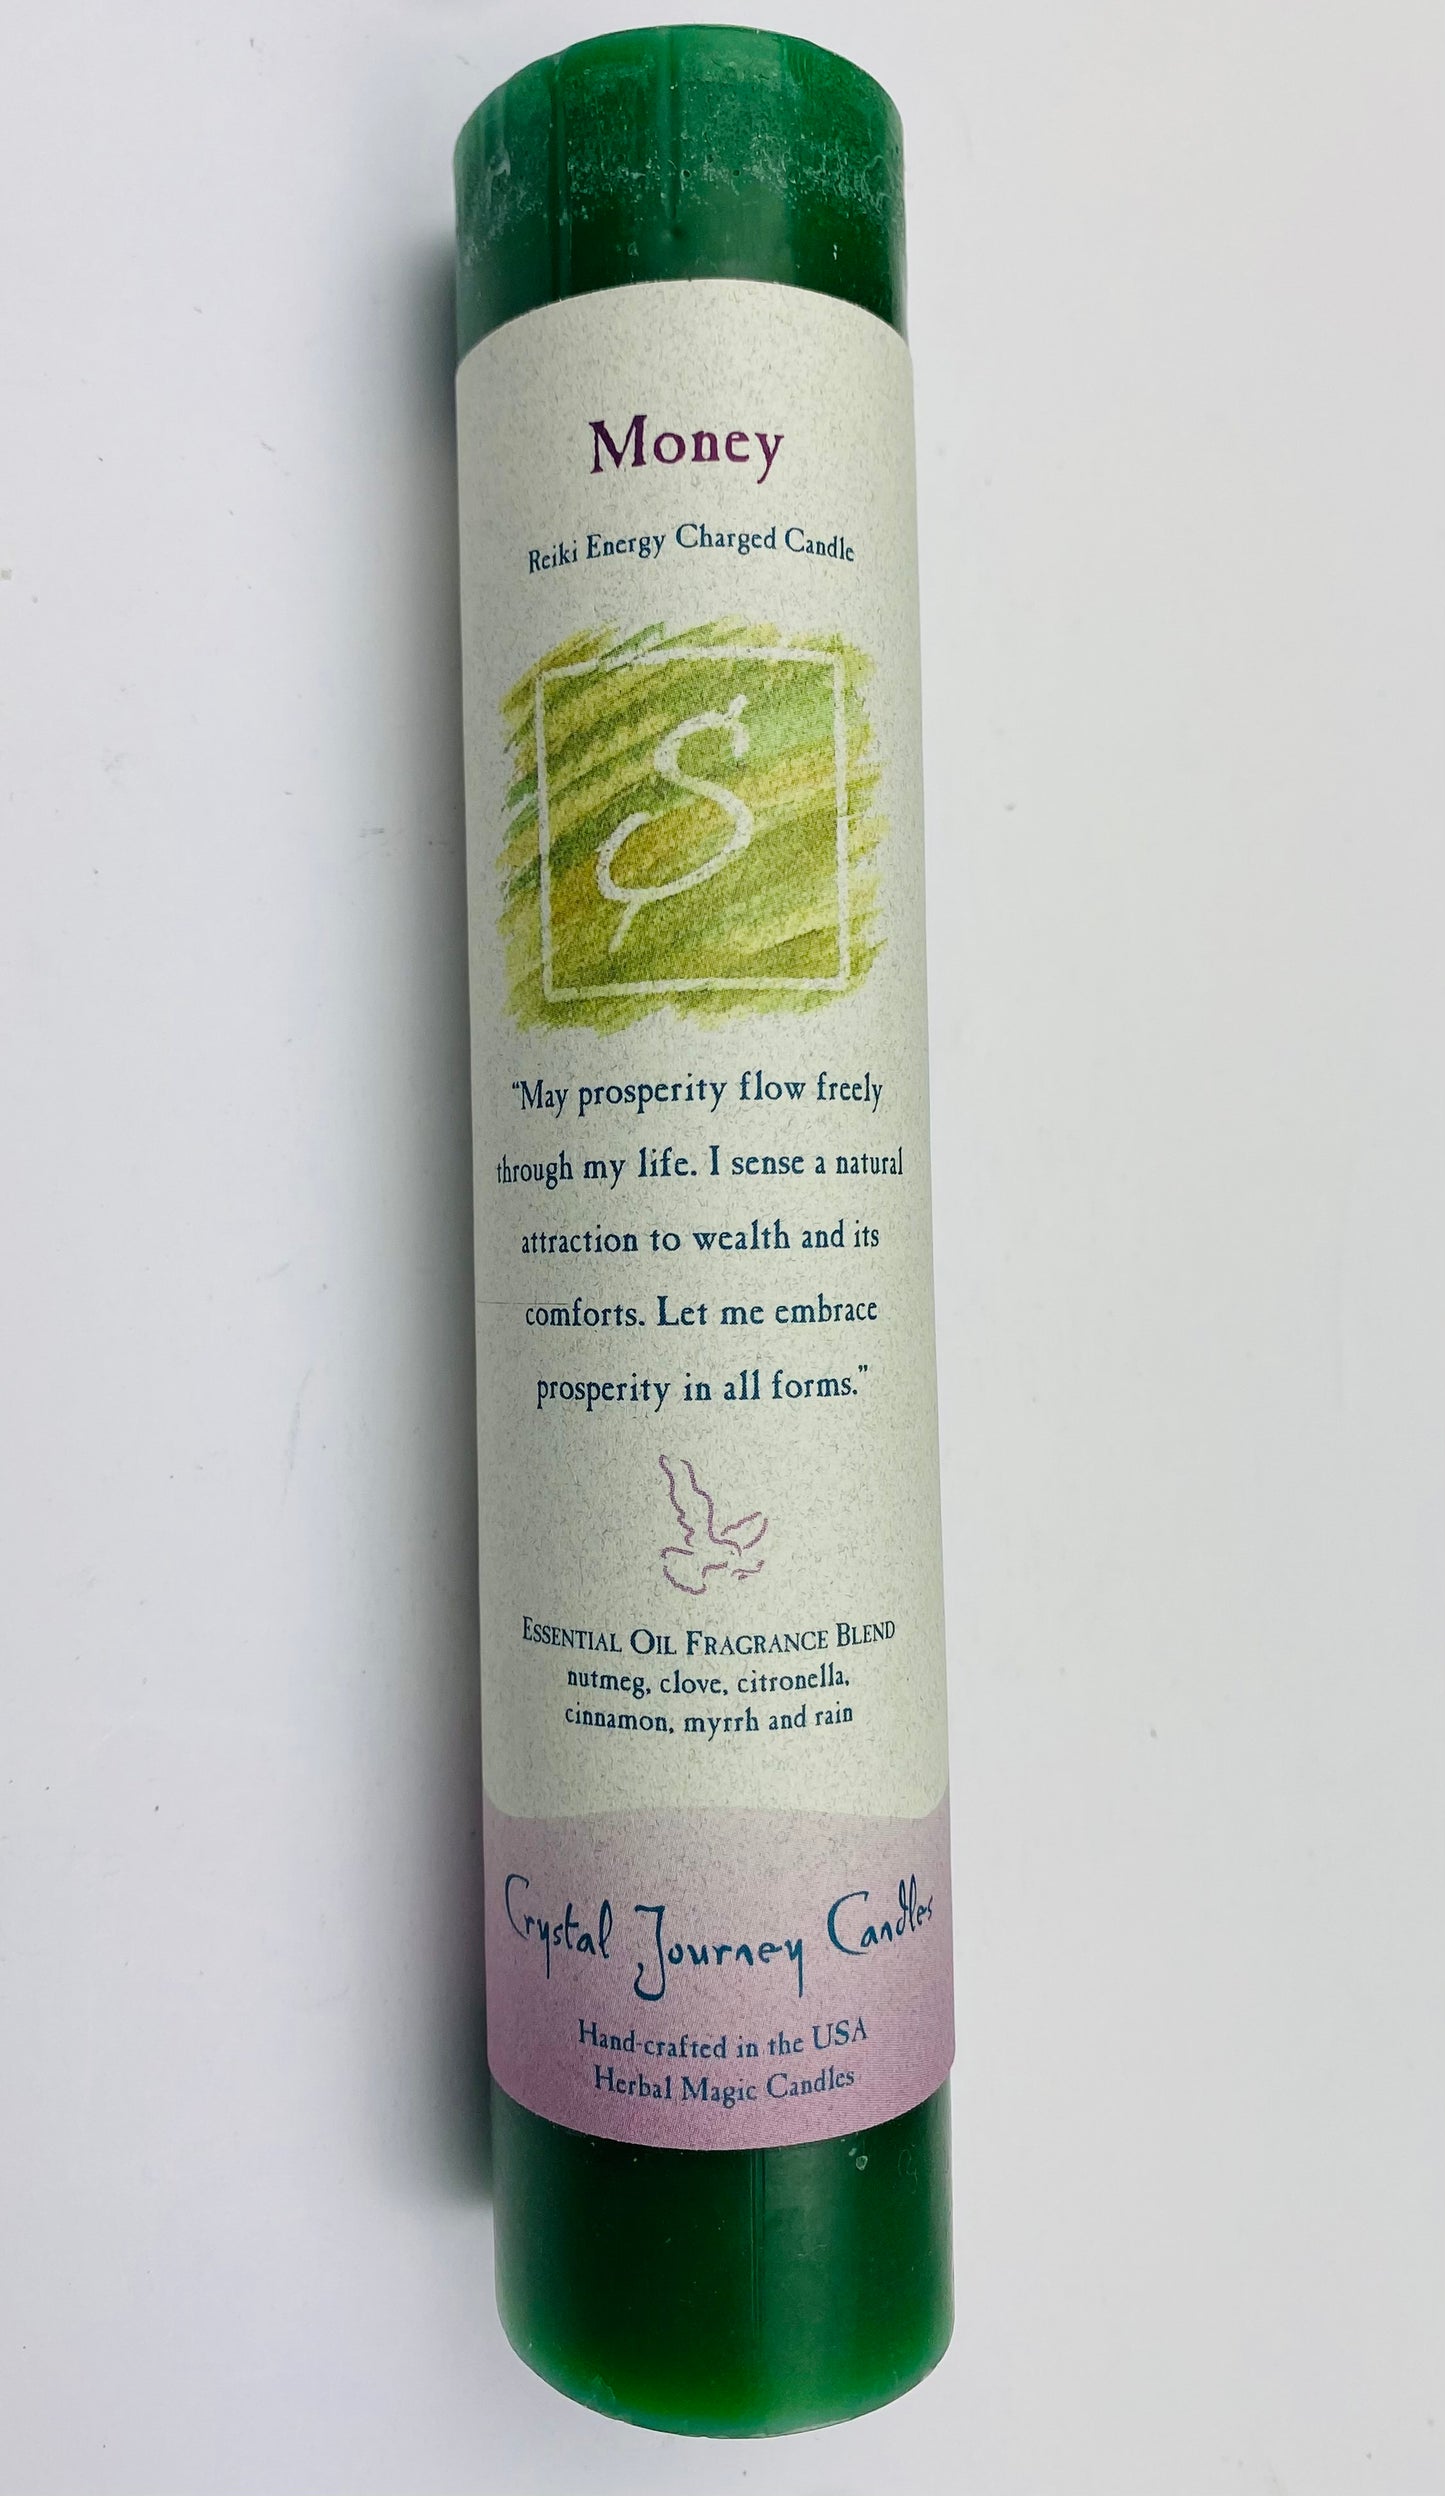 Money
Reiki Energy Charged Candle
$
“May prosperity flow freely
through my life. I sense a natural
attraction to wealth and its
comforts. Let me embrace
prosperity in all forms.”
ESSENTIAL OIL FRAGRANCE BLEND
nutmeg, clove, citronella,
cinnamon, myrrh and rain
Crystal Journey Candles
Hand-crafted in the USA
Herbal Magic Candles